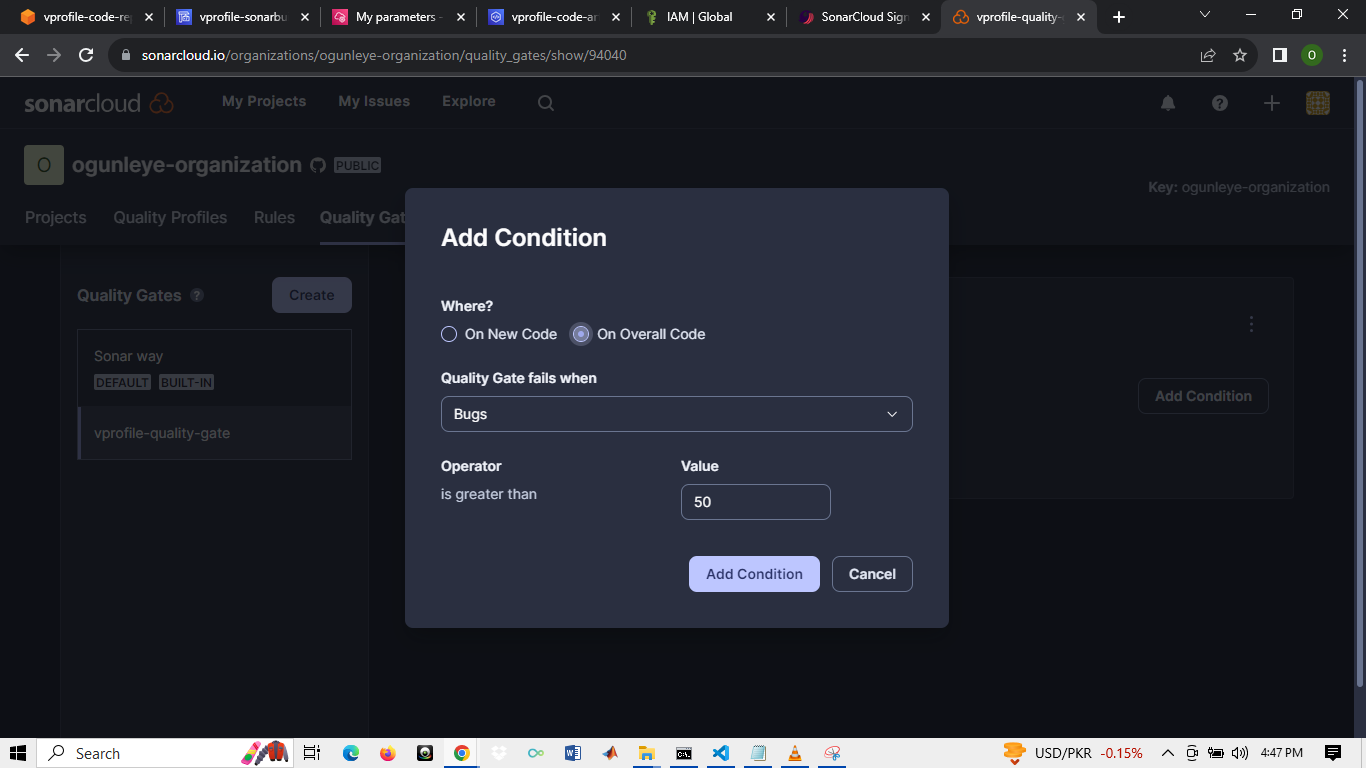 vprofile-code-rep
vprofile-sonarbu
My parameters -
vprofile-code-ar
IAM | Global
SonarCloud Sign
vprofile-quality-
sonarcloud.io/organizations/ogunleye-organization/quality_gates/show/94040
O
sonarcloud
My Projects
My Issues
Explore
?
O
ogunleye-organization
PUBLIC
Key: ogunleye-organization
Projects
Quality Profiles
Rules
Quality Gat
Quality Gates
?
Create
Sonar way
DEFAULT
BUILT-IN
vprofile-quality-gate
Add Condition
Add Condition
Where?
On New Code
On Overall Code
Quality Gate fails when
Bugs
Operator
Value
is greater than
50
Add Condition
Cancel
Search
USD/PKR
-0.15%
4:47 PM